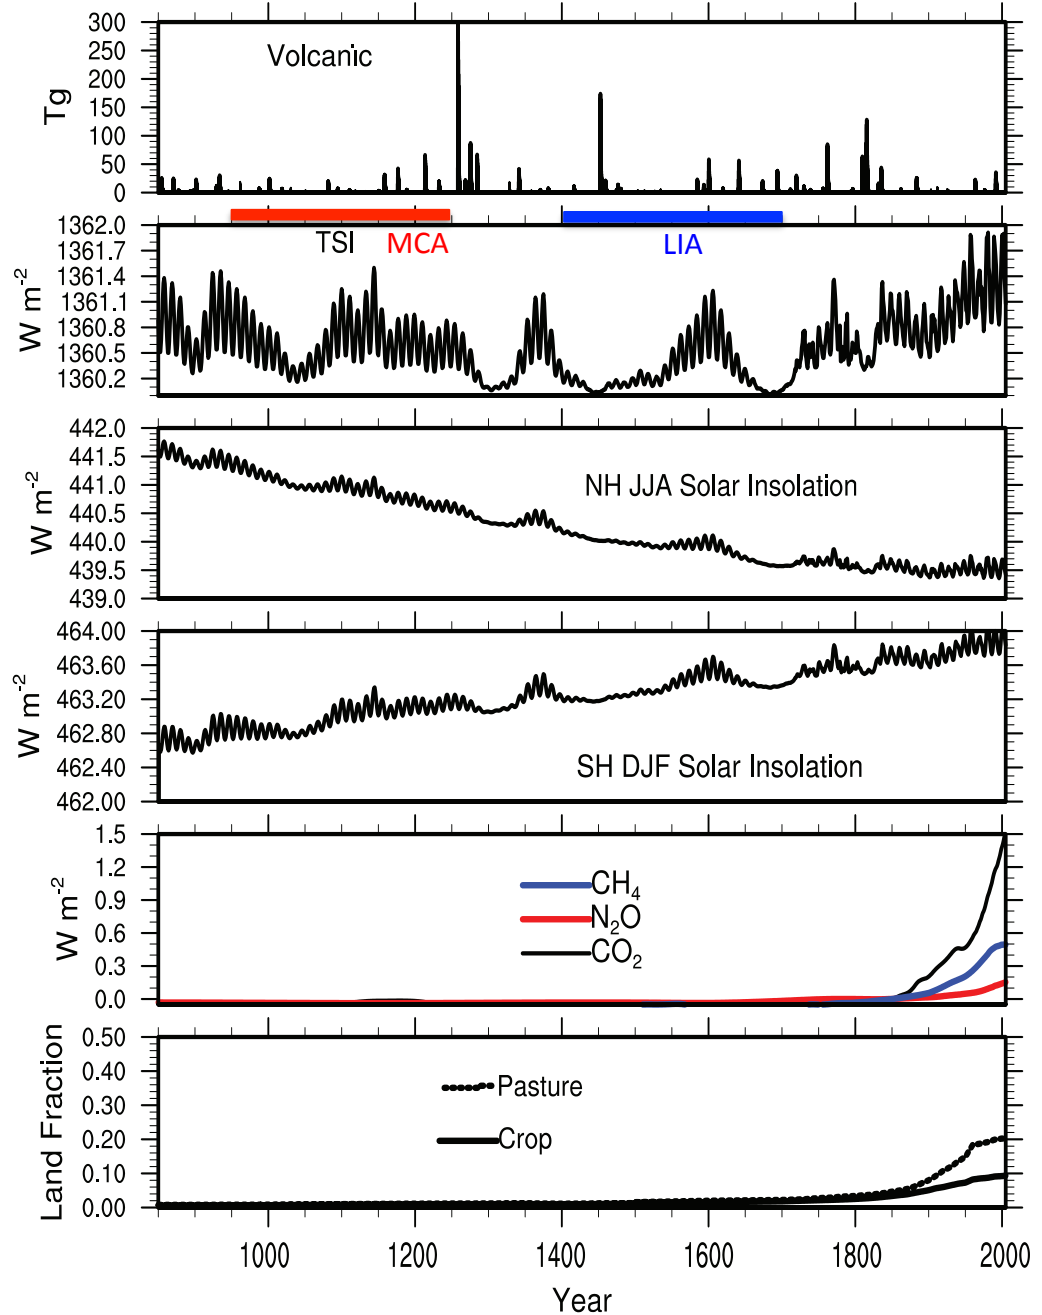 300
250
200
150
100
50
0
Tg
Volcanic
1362.0
1361.7
1361.4
1361.1
1360.8
1360.5
1360.2
W m-2
TSI
MCA
LIA
442.0
441.5
441.0
440.5
440.0
439.5
439.0
W m-2
NH JJA Solar Insolation
464.00
463.60
463.20
462.80
462.40
462.00
W m-2
SH DJF Solar Insolation
1.5
1.2
0.9
0.6
0.3
0.0
W m-2
CH4
N2O
CO2
0.50
0.40
0.30
0.20
0.10
0.00
Land Fraction
Pasture
Crop
1000 1200 1400 1600 1800 2000
Year